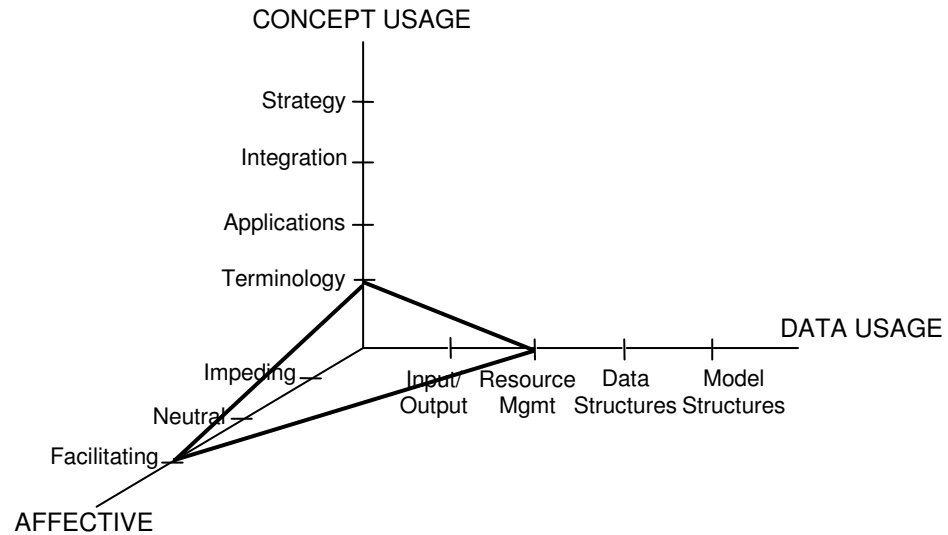 CONCEPT USAGE
Strategy
Integration
Applications
Terminology
DATA USAGE
Impeding
Input/ Resource Data Model
Output Mgmt Structures Structures
Neutral
Facilitating
AFFECTIVE